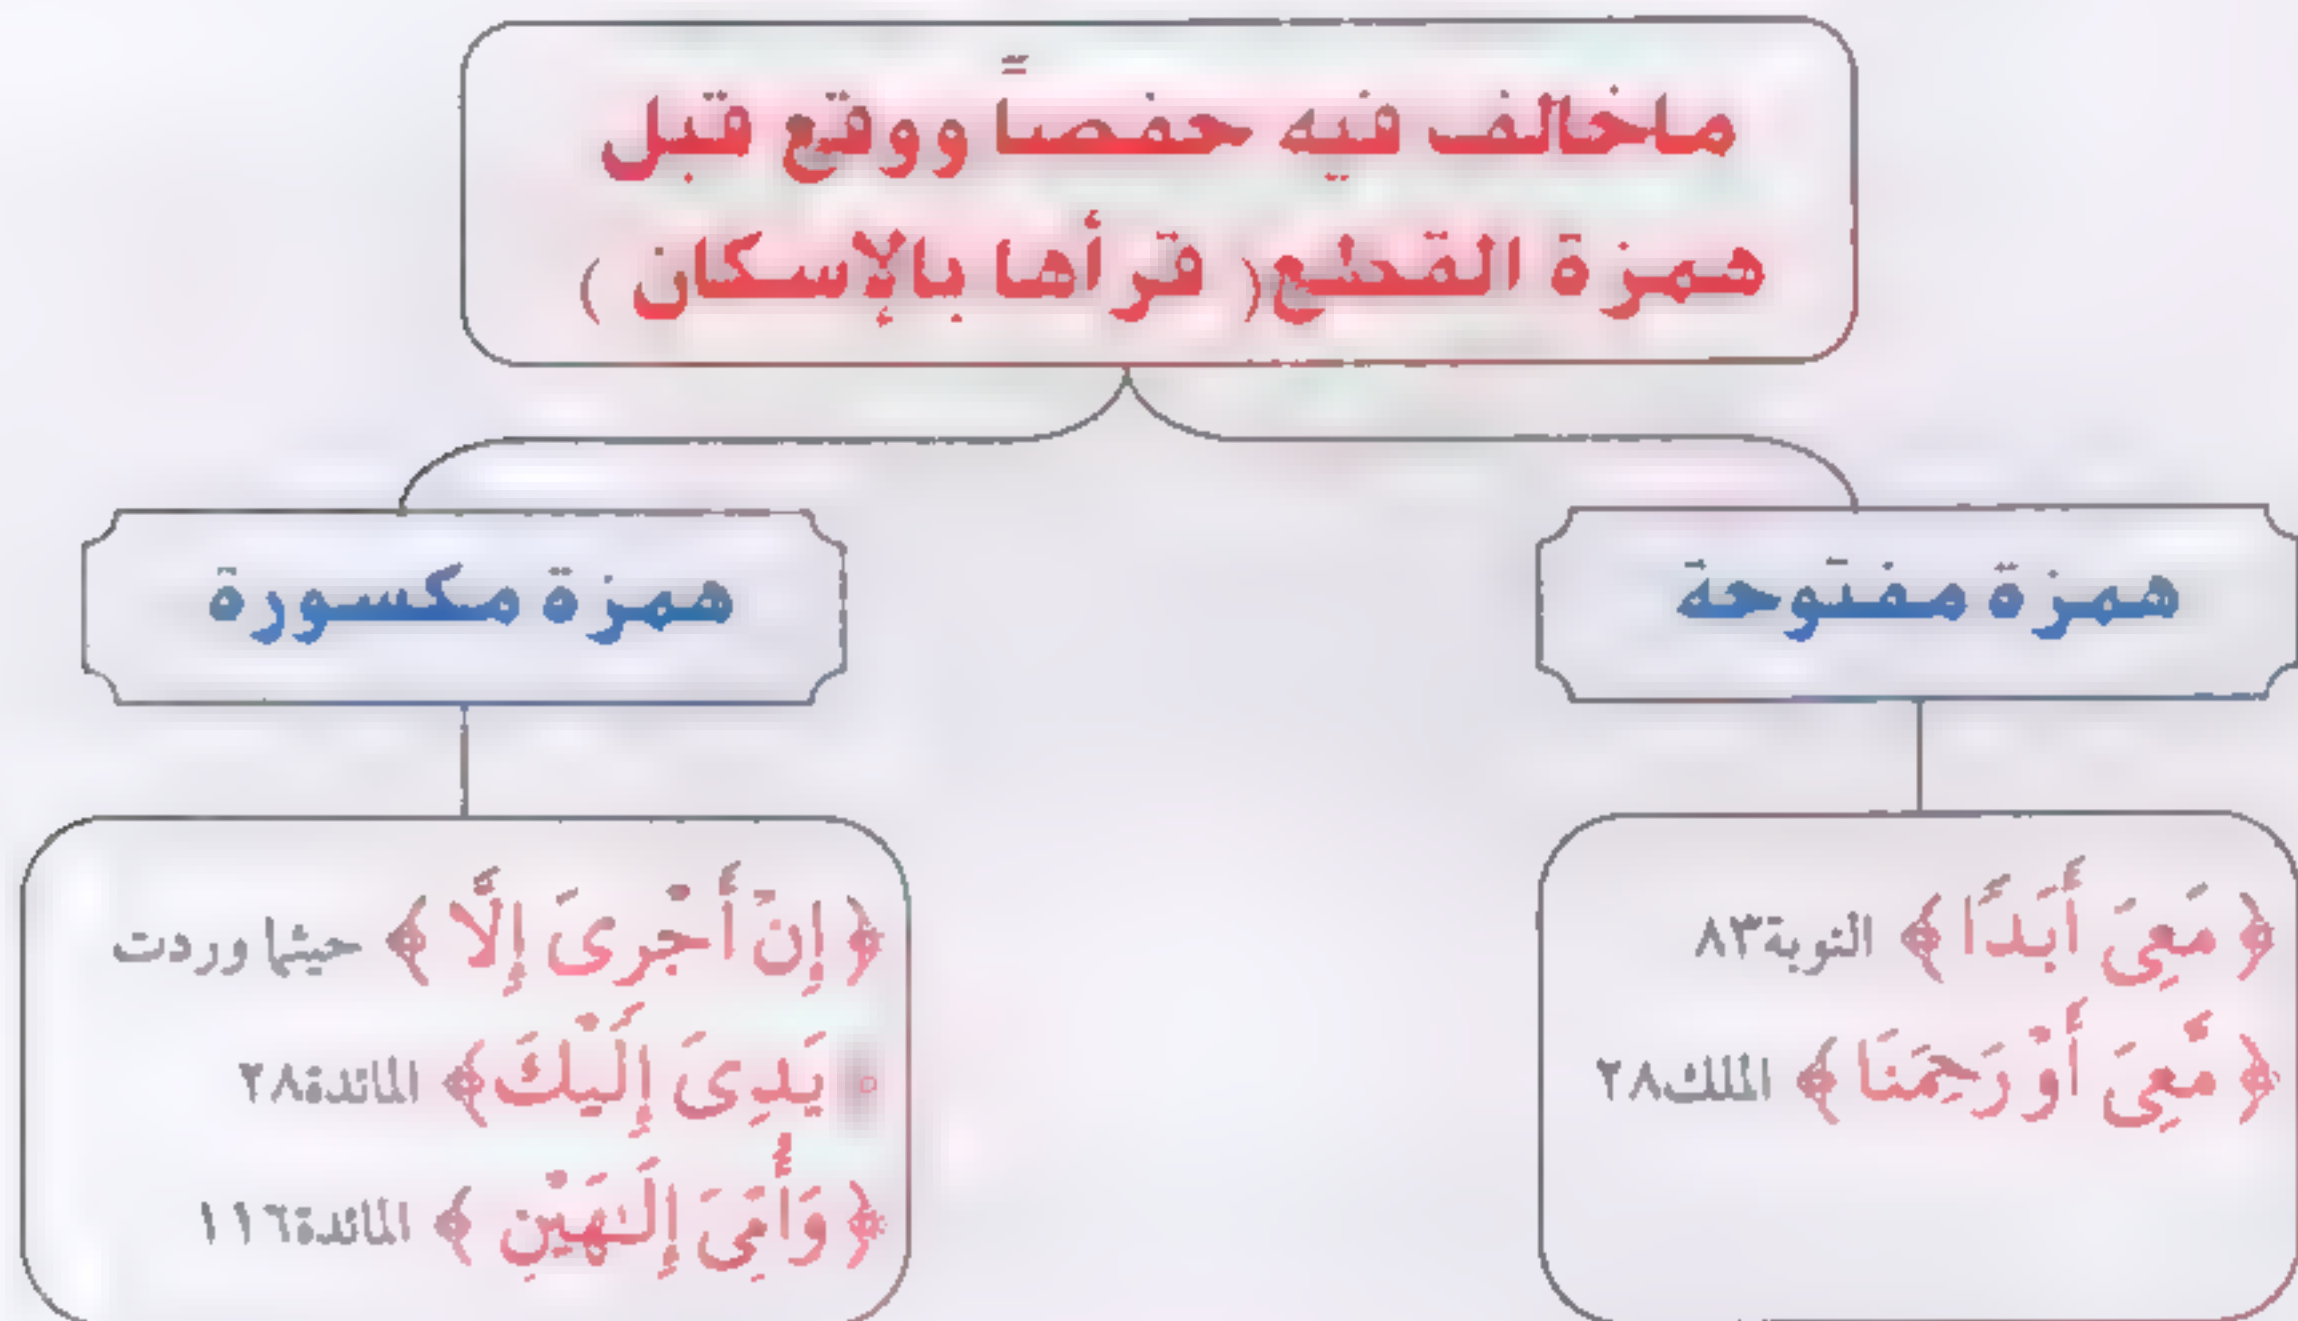 ماخالف فيه حفصاً ووقع قبل
همزة القطع( قرأها بالإسكان )
همزة مفتوحة
﴿ مَعِىَ أَبَدًا ﴾ التوبة٨٣
﴿ مَّعِىَ أَوْ رَحِمَنَا ﴾ الملك٢٨
همزة مكسورة
﴿ إِنْ أَجْرِىَ إِلَّا ﴾ حيثما وردت
يَدِىَ إِلَيْكَ﴾ المائدة٢٨
﴿ وَأُمِّىَ إِلَـٰهَيْنِ ﴾ المائدة١١٦